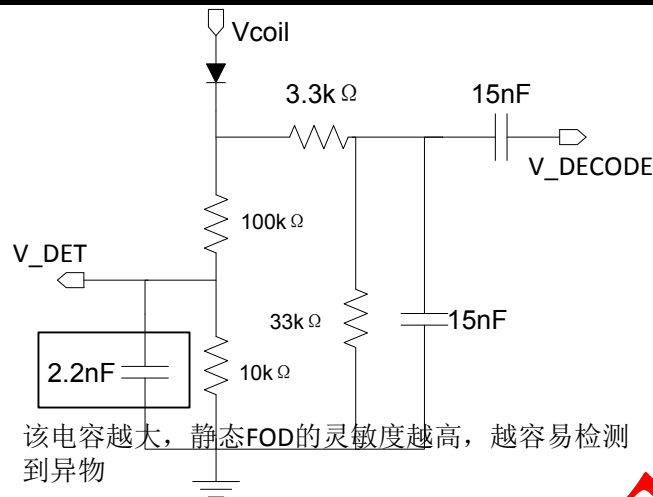 Vcoil
3.3kΩ
15nF
V_DECODE
100kΩ
V_DET
33kΩ
15nF
2.2nF
10kΩ
该电容越大，静态FOD的灵敏度越高，越容易检测
到异物